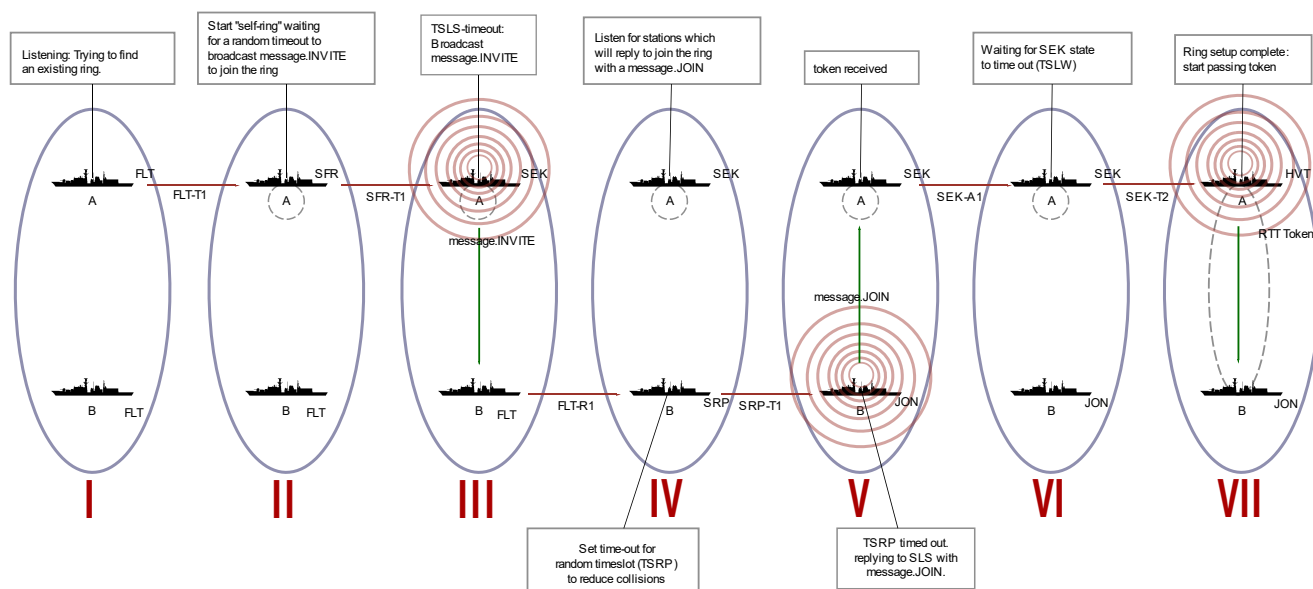 Listening: Trying to find
an existing ring.
Start "self-ring" waiting
for a random timeout to
broadcast message.INVITE
to join the ring
TSLS-timeout:
Broadcast
message.INVITE
Listen for stations which
will reply to join the ring
with a message.JOIN
token received
Waiting for SEK state
to time out (TSLW)
Ring setup complete:
start passing token
FLT
FLT-T1
A
SFR
SFR-T1
A
SEK
A
message.INVITE
SEK
A
SEK
SEK-A1
A
SEK
SEK-T2
A
HVT
A
RTT Token
message.JOIN
B
FLT
B
FLT
B
FLT
FLT-R1
B
SRP
SRP-T1
B
JON
B
JON
B
JON
I
II
III
IV
V
VI
VII
Set time-out for
random timeslot (TSRP)
to reduce collisions
TSRP timed out.
replying to SLS with
message.JOIN.